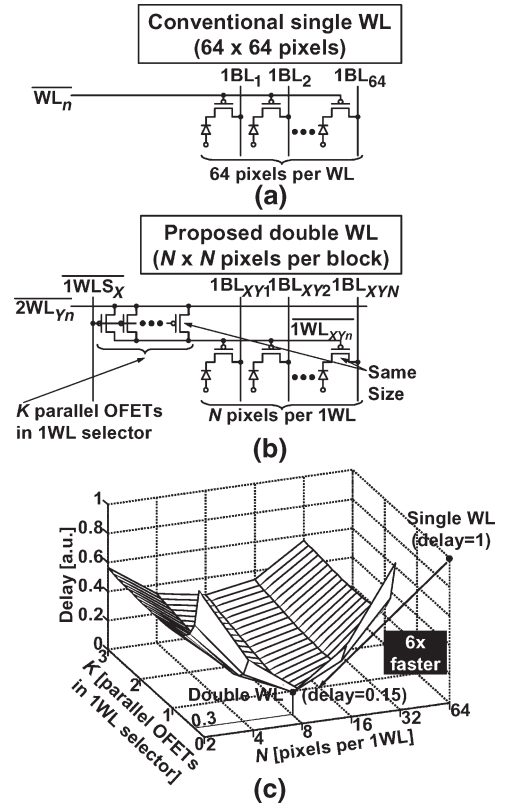 Conventional single WL
(64 x 64 pixels)
1BL1 1BL2 1BL64
WLn
64 pixels per WL
(a)
Proposed double WL
(N x N pixels per block)
1WLSX
1BLXY1 1BLXY2 1BLXYN
2WLYn
1WLXYn
Same
Size
K parallel OFETs
in 1WL selector
N pixels per 1WL
(b)
1
0.8
0.6
0.4
0.2
0
Delay [a.u.]
Single WL
(delay=1)
6x
faster
Double WL (delay=0.15)
3
2
1
0.3
0
K [parallel OFETs
in 1WL selector]
2
4
8
16
32
64
N [pixels per 1WL]
(c)